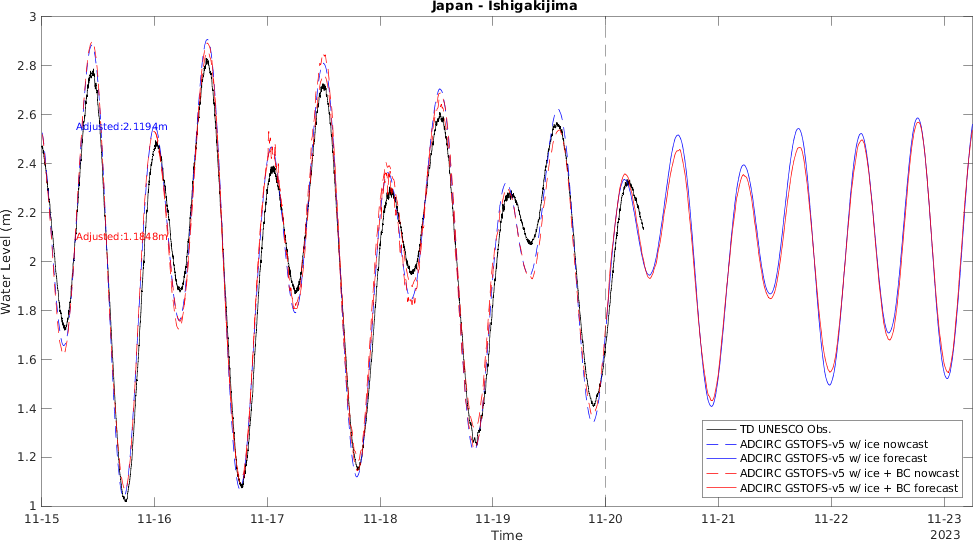 Japan - Ishigakijima
3
2.8
2.6
2.4
2.2
2
1.8
1.6
1.4
1.2
1
Water Level (m)
Adjusted:2.1194m
Adjusted:1.1848m
TD UNESCO Obs.
ADCIRC GSTOFS-v5 w/ ice nowcast
ADCIRC GSTOFS-v5 w/ ice forecast
ADCIRC GSTOFS-v5 w/ ice + BC nowcast
ADCIRC GSTOFS-v5 w/ ice + BC forecast
11-15 11-16 11-17 11-18 11-19 11-20 11-21 11-22 11-23
Time
2023